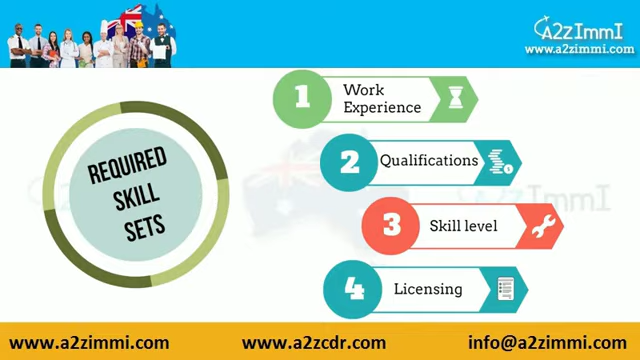 A2zImmI
www.a2zimmi.com
REQUIRED
SKILL
SETS
1
Work
Experience
2
Qualifications
3
Skill level
4
Licensing
A2zImmI
www.a2zimmi.com
www.a2zcdr.com
info@a2zimmi.com